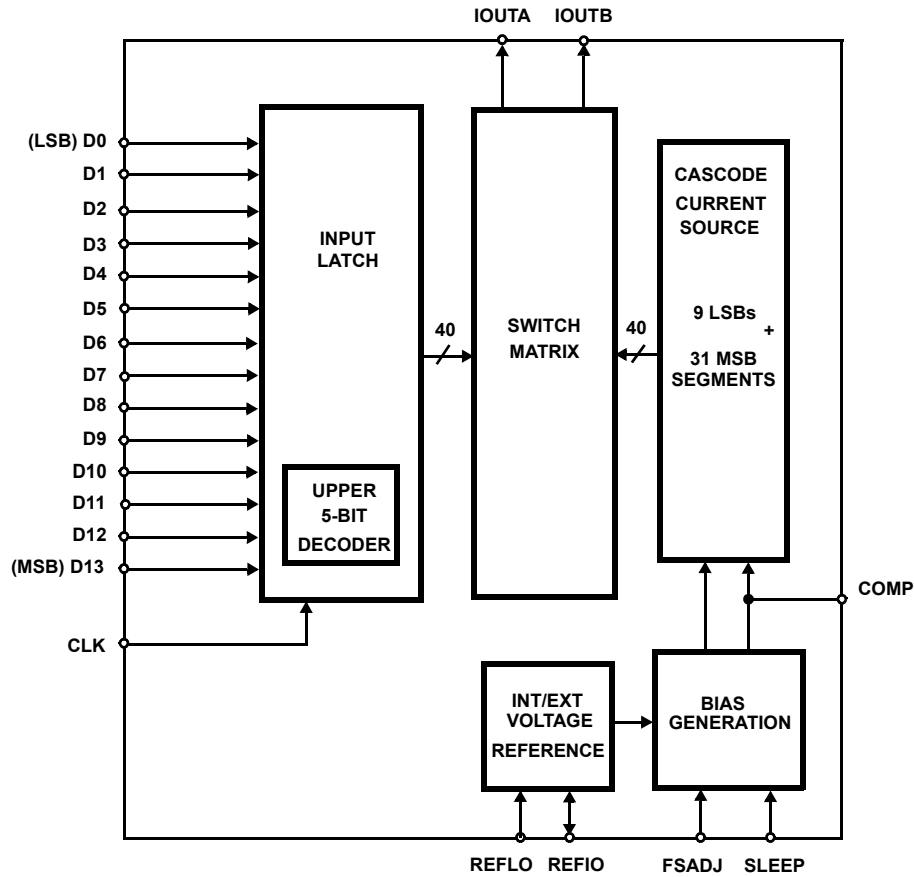 IOUTA IOUTB
(LSB) D0
D1
D2
D3
D4
D5
D6
D7
D8
D9
D10
D11
D12
(MSB) D13
CLK
INPUT
LATCH
UPPER
5-BIT
DECODER
40
SWITCH
MATRIX
40
CASCODE
CURRENT
SOURCE
9 LSBs
+
31 MSB
SEGMENTS
COMP
INT/EXT
VOLTAGE
REFERENCE
BIAS
GENERATION
REFLO REFIO FSADJ SLEEP